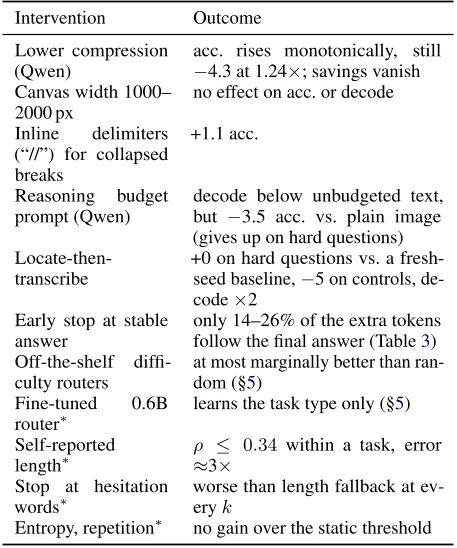 Intervention Outcome
Lower compression acc. rises monotonically, still
(Qwen) −4.3 at 1.24×; savings vanish
Canvas width 1000– no effect on acc. or decode
2000 px
Inline delimiters +1.1 acc.
(“//”) for collapsed
breaks
Reasoning budget decode below unbudgeted text,
prompt (Qwen) but −3.5 acc. vs. plain image
(gives up on hard questions)
Locate-then- +0 on hard questions vs. a fresh-
transcribe seed baseline, −5 on controls, de-
code ×2
Early stop at stable only 14–26% of the extra tokens
answer follow the final answer (Table 3)
Off-the-shelf diffi- at most marginally better than ran-
culty routers dom (§5)
Fine-tuned 0.6B learns the task type only (§5)
router*
Self-reported ρ ≤ 0.34 within a task, error
length* ≈3×
Stop at hesitation worse than length fallback at ev-
words* ery k
Entropy, repetition* no gain over the static threshold